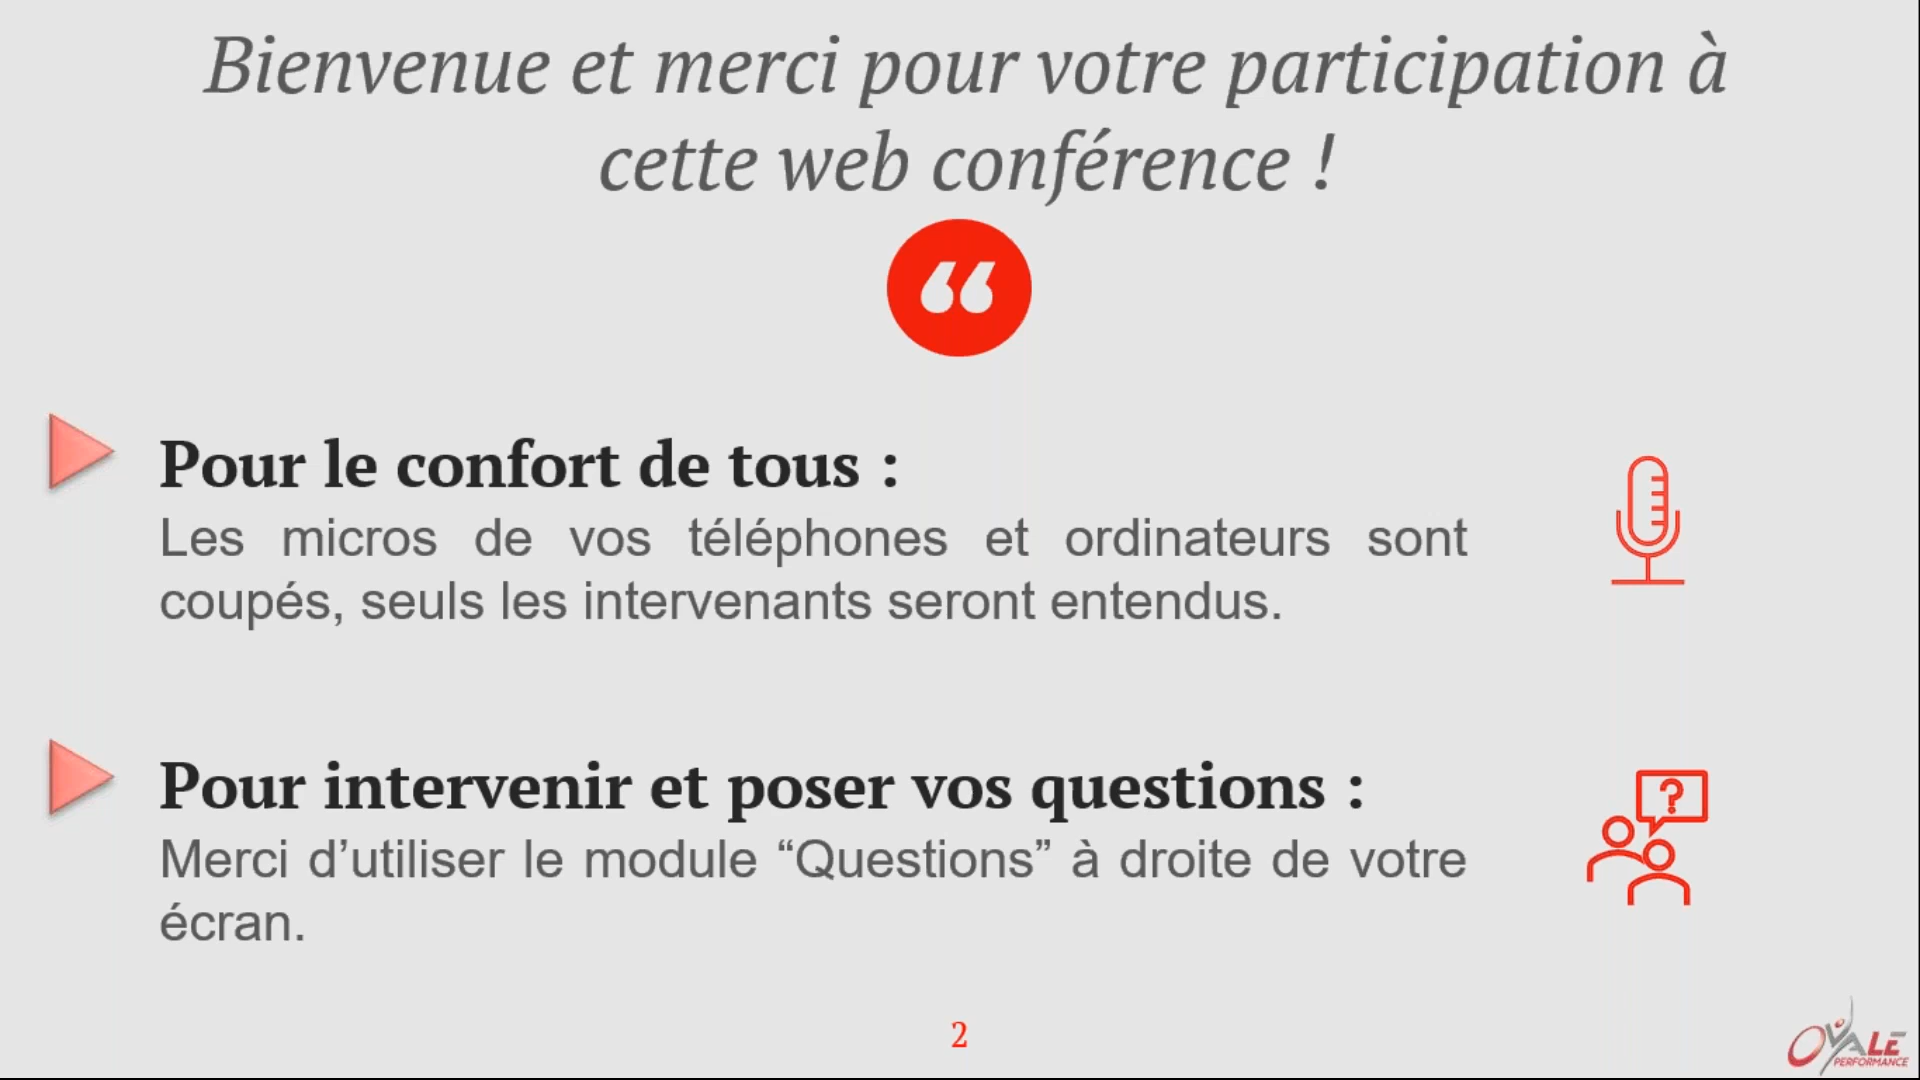 Bienvenue et merci pour votre participation à
cette web conférence !
“
Pour le confort de tous :
Les micros de vos téléphones et ordinateurs sont
coupés, seuls les intervenants seront entendus.
Pour intervenir et poser vos questions :
Merci d’utiliser le module “Questions” à droite de votre
écran.
?
2
OVALE
PERFORMANCE